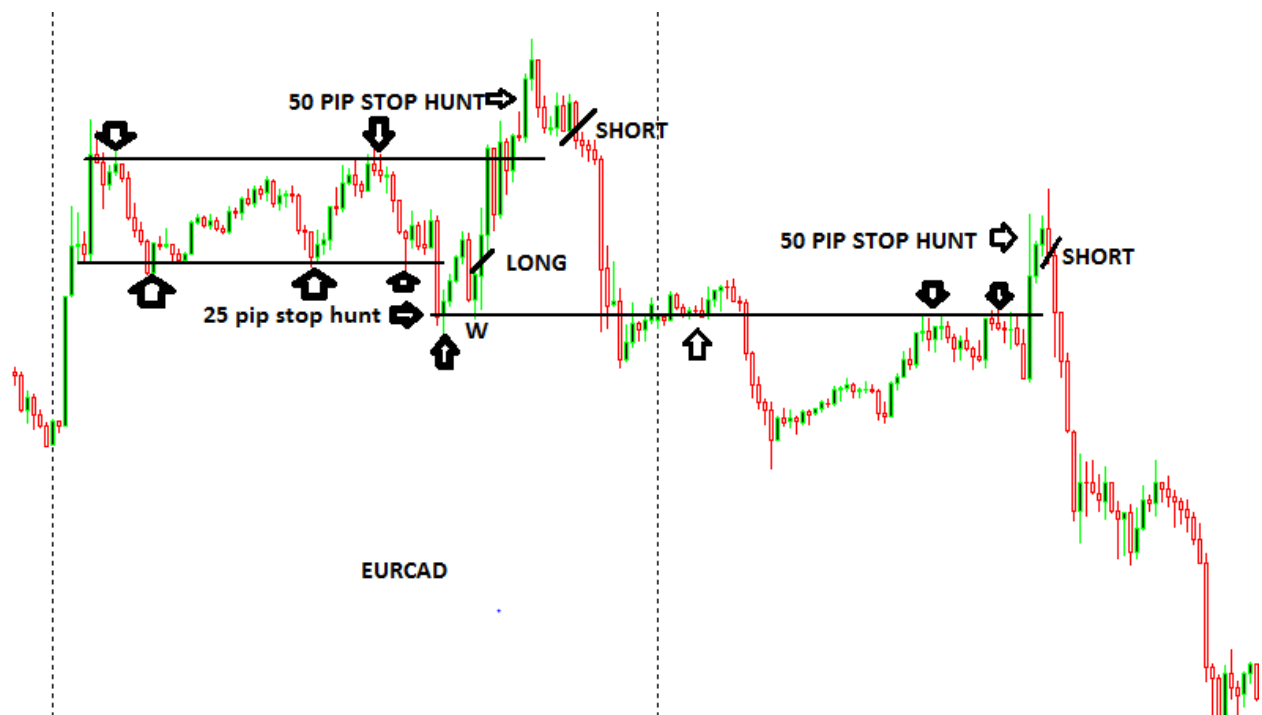 50 PIP STOP HUNT
SHORT
LONG
25 pip stop hunt
W
50 PIP STOP HUNT
SHORT
EURCAD